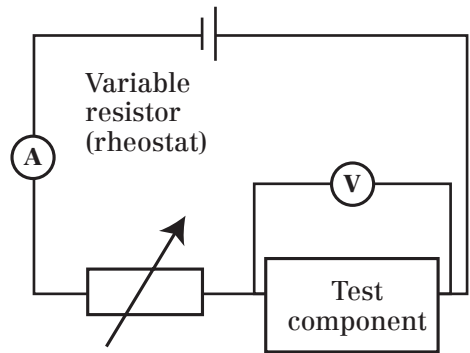 Variable
resistor
(rheostat)
A
V
Test
component